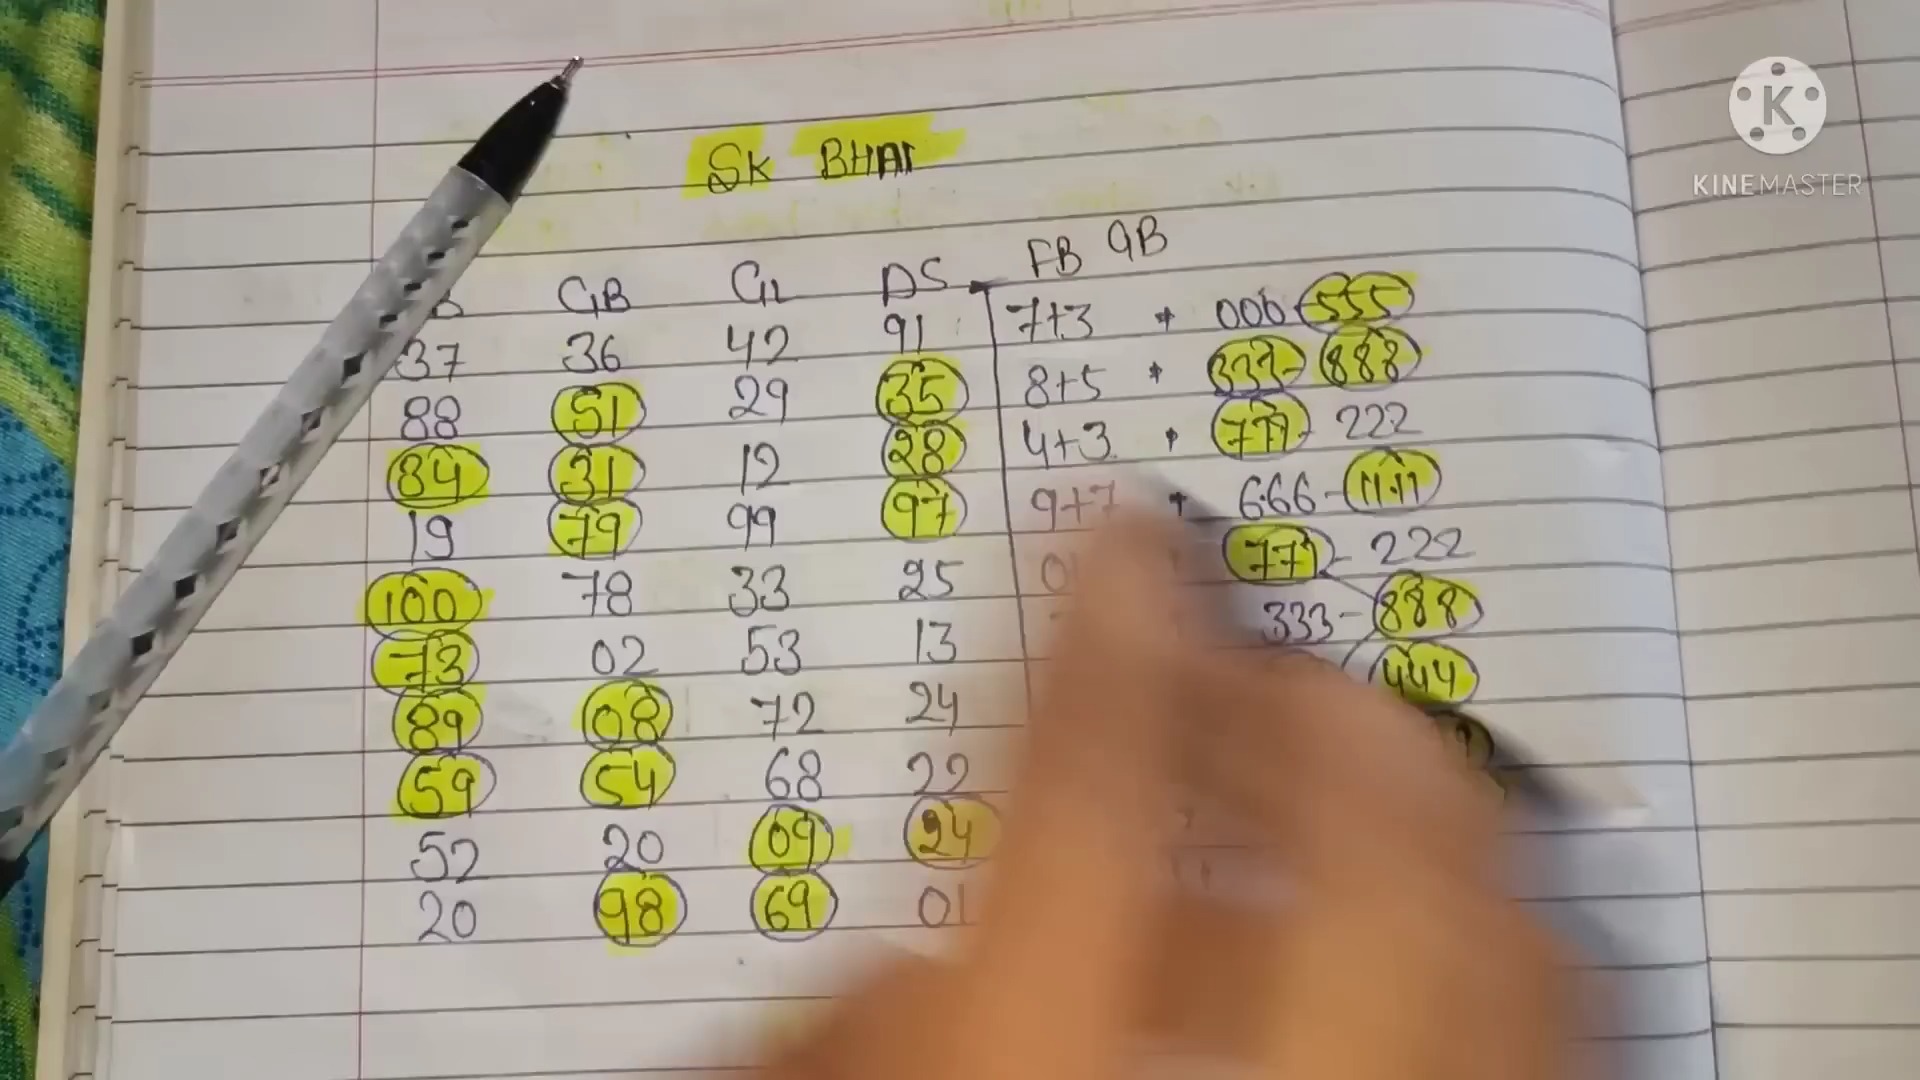 SK BHAI
FB GB
B GB GL DS
37 36 42 91 7+3 000-555
88 51 29 35 8+5 333-888
84 31 12 28 4+3 777-222
19 79 99 97 9+7 666-1111
100 78 33 25 777-222
73 02 53 13 333-888
89 08 72 24 444
59 54 68 22
52 20 09 24
20 98 69 01
K
KINEMASTER